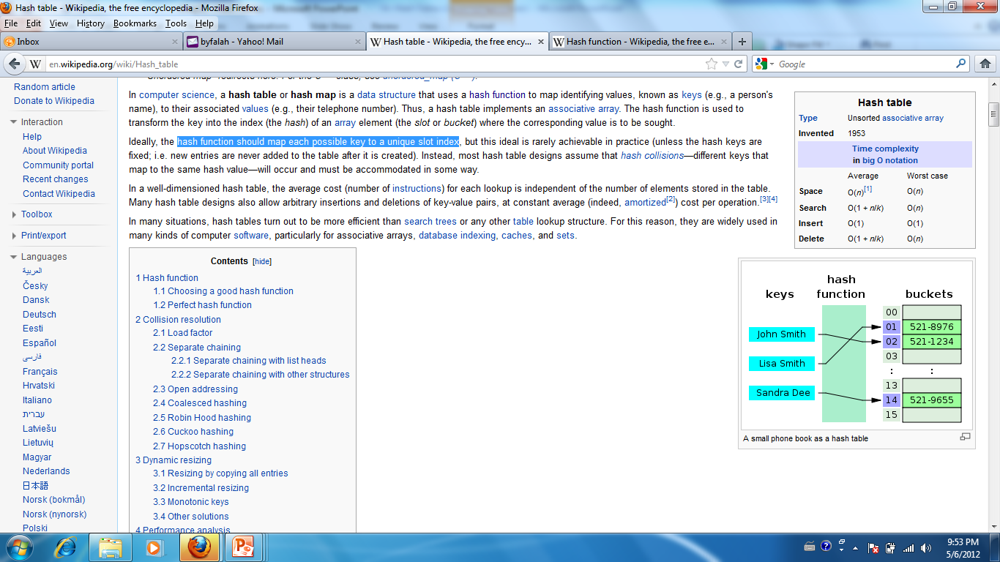 Hash table - Wikipedia, the free encyclopedia - Mozilla Firefox
File Edit View History Bookmarks Tools Help
Inbox
byfalah - Yahoo! Mail
Hash table - Wikipedia, the free ency...
Hash function - Wikipedia, the free e...
en.wikipedia.org/wiki/Hash_table
Google
Random article
Donate to Wikipedia
Interaction
Help
About Wikipedia
Community portal
Recent changes
Contact Wikipedia
Toolbox
Print/export
Languages
العربية
Česky
Dansk
Deutsch
Eesti
Español
فارسی
Français
Hrvatski
Italiano
עברית
Latviešu
Lietuvių
Magyar
Nederlands
日本語
Norsk (bokmål)
Norsk (nynorsk)
Polski
In computer science, a hash table or hash map is a data structure that uses a hash function to map identifying values, known as keys (e.g., a person's
name), to their associated values (e.g., their telephone number). Thus, a hash table implements an associative array. The hash function is used to
transform the key into the index (the hash) of an array element (the slot or bucket) where the corresponding value is to be sought.
Ideally, the hash function should map each possible key to a unique slot index, but this ideal is rarely achievable in practice (unless the hash keys are
fixed; i.e. new entries are never added to the table after it is created). Instead, most hash table designs assume that hash collisions—different keys that
map to the same hash value—will occur and must be accommodated in some way.
In a well-dimensioned hash table, the average cost (number of instructions) for each lookup is independent of the number of elements stored in the table.
Many hash table designs also allow arbitrary insertions and deletions of key-value pairs, at constant average (indeed, amortized[2]) cost per operation.[3][4]
In many situations, hash tables turn out to be more efficient than search trees or any other table lookup structure. For this reason, they are widely used in
many kinds of computer software, particularly for associative arrays, database indexing, caches, and sets.
Contents [hide]
1 Hash function
1.1 Choosing a good hash function
1.2 Perfect hash function
2 Collision resolution
2.1 Load factor
2.2 Separate chaining
2.2.1 Separate chaining with list heads
2.2.2 Separate chaining with other structures
2.3 Open addressing
2.4 Coalesced hashing
2.5 Robin Hood hashing
2.6 Cuckoo hashing
2.7 Hopscotch hashing
3 Dynamic resizing
3.1 Resizing by copying all entries
3.2 Incremental resizing
3.3 Monotonic keys
3.4 Other solutions
4 Performance analysis
Hash table
Type Unsorted associative array
Invented 1953
Time complexity
in big O notation
Average Worst case
Space O(n)[1] O(n)
Search O(1 + n/k) O(n)
Insert O(1) O(1)
Delete O(1 + n/k) O(n)
hash
keys function buckets
00
01 521-8976
John Smith
02 521-1234
03
Lisa Smith
: :
13
Sandra Dee
14 521-9655
15
A small phone book as a hash table
9:53 PM
5/6/2012